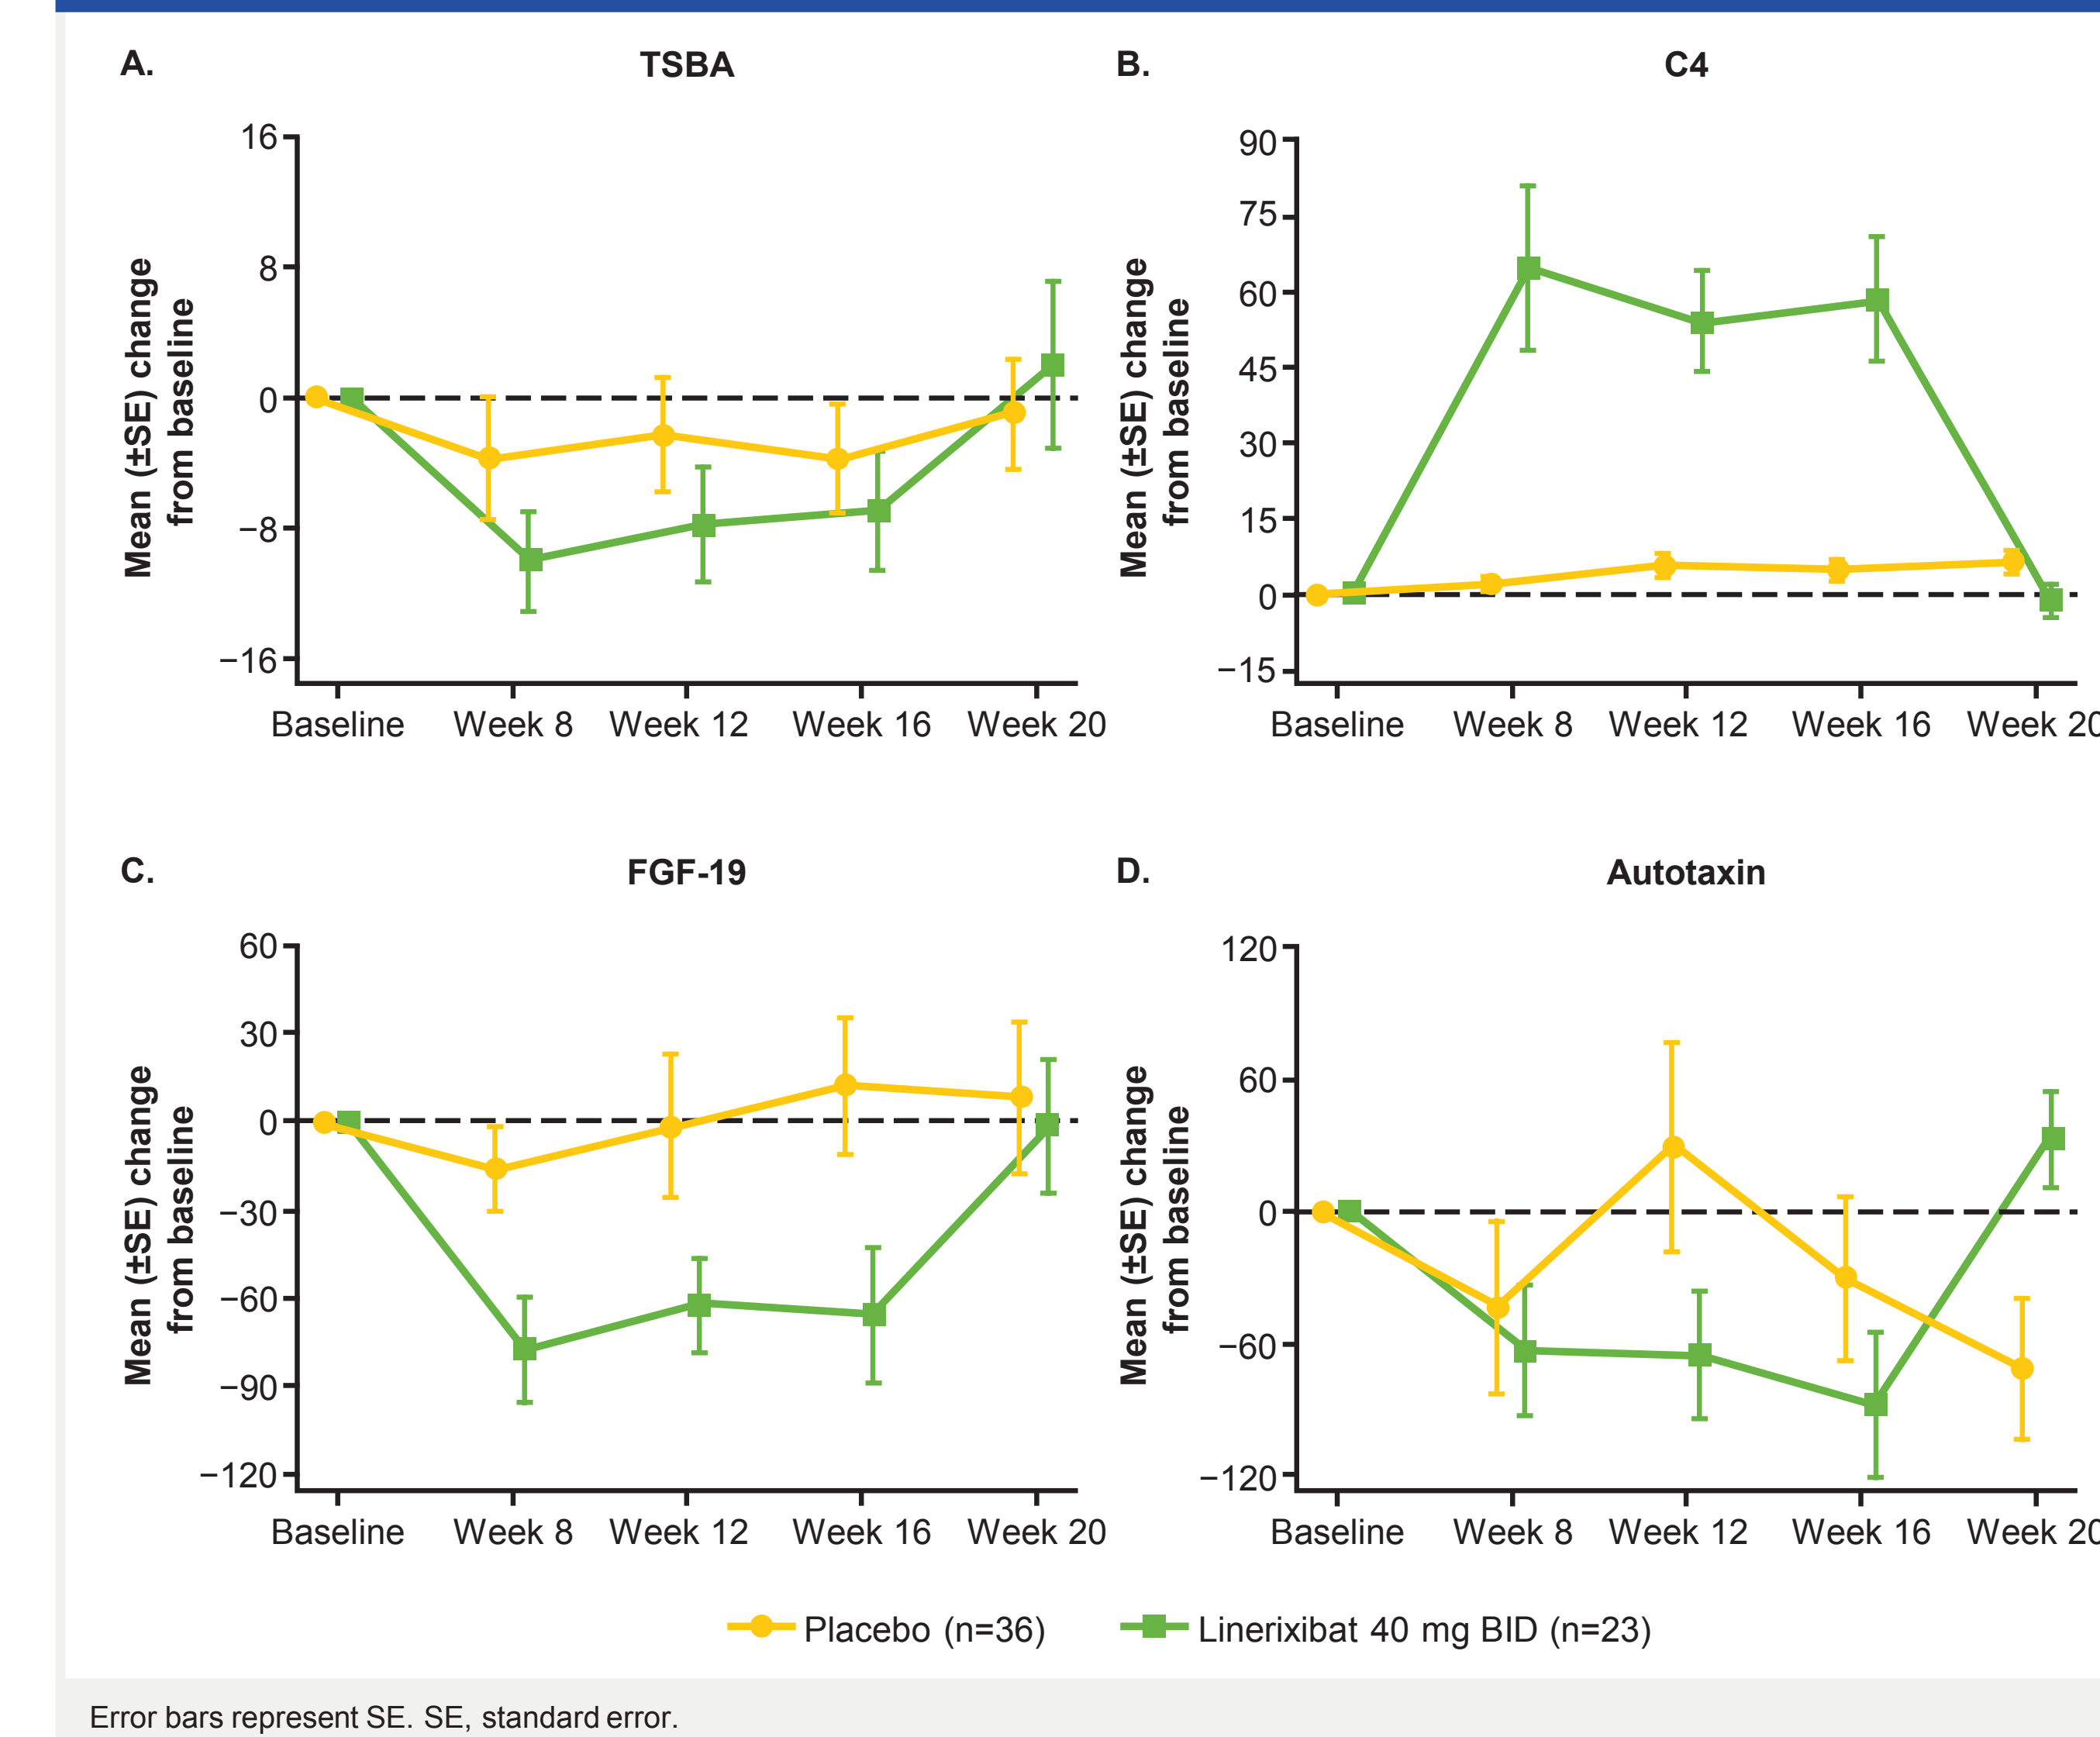 A.
TSBA
Mean (±SE) change
from baseline
16
8
0
−8
−16
Baseline
Week 8
Week 12
Week 16
Week 20
B.
C4
Mean (±SE) change
from baseline
90
75
60
45
30
15
0
−15
Baseline
Week 8
Week 12
Week 16
Week 20
C.
FGF-19
Mean (±SE) change
from baseline
60
30
0
−30
−60
−90
−120
Baseline
Week 8
Week 12
Week 16
Week 20
D.
Autotaxin
Mean (±SE) change
from baseline
120
60
0
−60
−120
Baseline
Week 8
Week 12
Week 16
Week 20
Placebo (n=36)
Linerixibat 40 mg BID (n=23)
Error bars represent SE. SE, standard error.